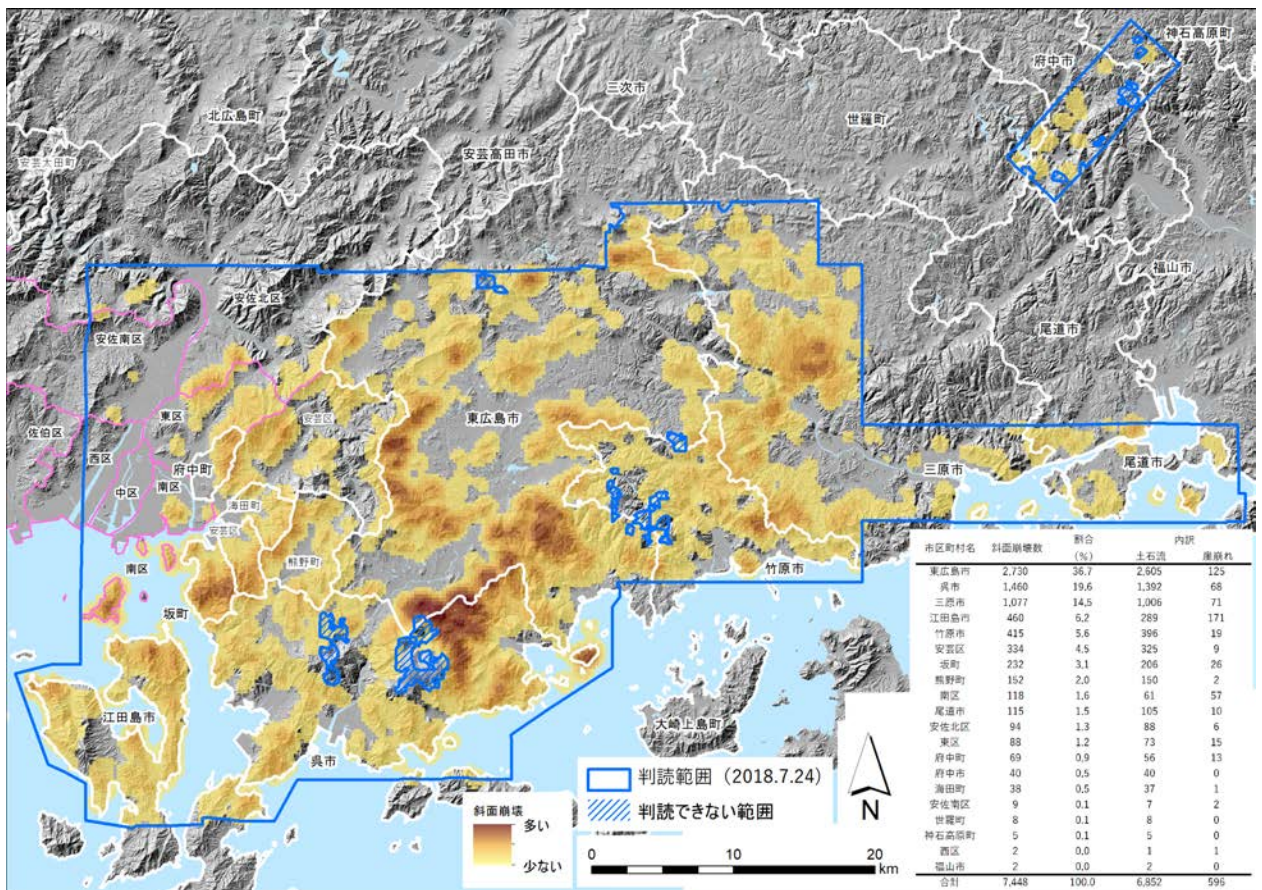 神石高原町
府中市
三次市
北広島町
世羅町
安芸高田市
安芸太田町
福山市
安佐北区
尾道市
安佐南区
東広島市
東区
安芸区
佐伯区
西区
府中町
三原市
尾道市
中区
南区
海田町
安芸区
熊野町
南区
竹原市
坂町
江田島市
大崎上島町
呉市
判読範囲（2018.7.24）
判読できない範囲
斜面崩壊
多い
少ない
N
0 10 20
km
市区町村名 斜面崩壊数 割合 内訳
（%） 土石流 崖崩れ
東広島市 2,730 36.7 2,605 125
呉市 1,460 19.6 1,392 68
三原市 1,077 14.5 1,006 71
江田島市 460 6.2 289 171
竹原市 415 5.6 396 19
安芸区 334 4.5 325 9
坂町 232 3.1 206 26
熊野町 152 2.0 150 2
南区 118 1.6 61 57
尾道市 115 1.5 105 10
安佐北区 94 1.3 88 6
東区 88 1.2 73 15
府中町 69 0.9 56 13
府中市 40 0.5 40 0
海田町 38 0.5 37 1
安佐南区 9 0.1 7 2
世羅町 8 0.1 8 0
神石高原町 5 0.1 5 0
西区 2 0.0 1 1
福山市 2 0.0 2 0
合計 7,448 100.0 6,852 596